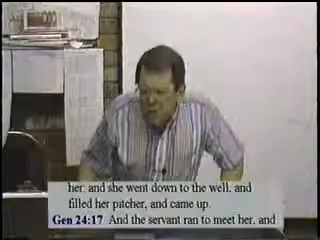 her: and she went down to the well, and
filled her pitcher, and came up.
Gen 24:17 And the servant ran to meet her, and